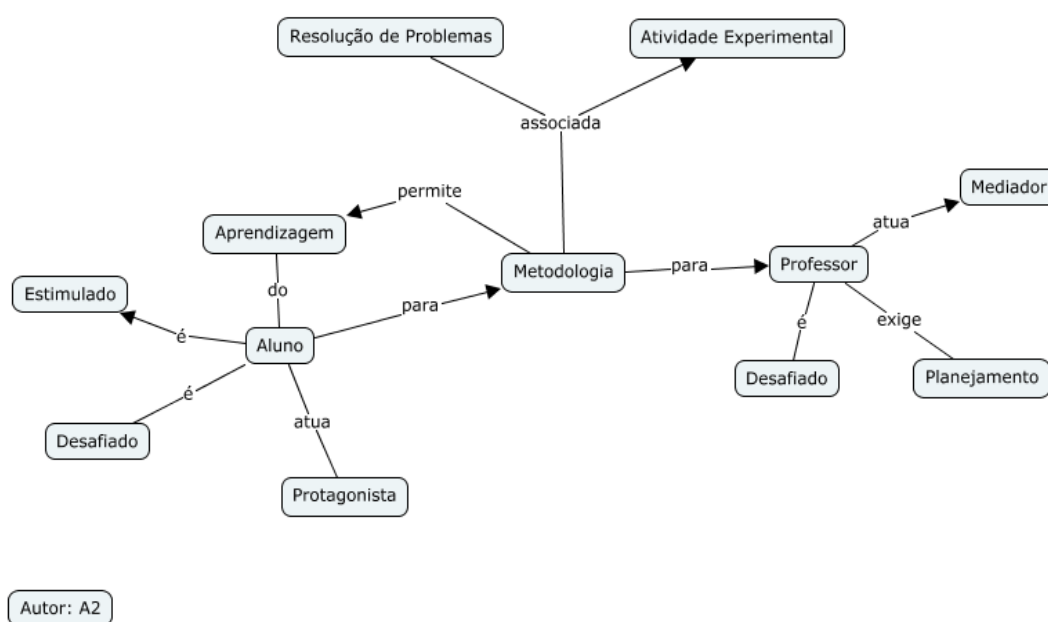 Resolução de Problemas
Atividade Experimental
associada
permite
Mediador
Aprendizagem
atua
Metodologia
para
Professor
Estimulado
do
para
é
Aluno
é
exige
Desafiado
Planejamento
é
Desafiado
atua
Protagonista
Autor: A2